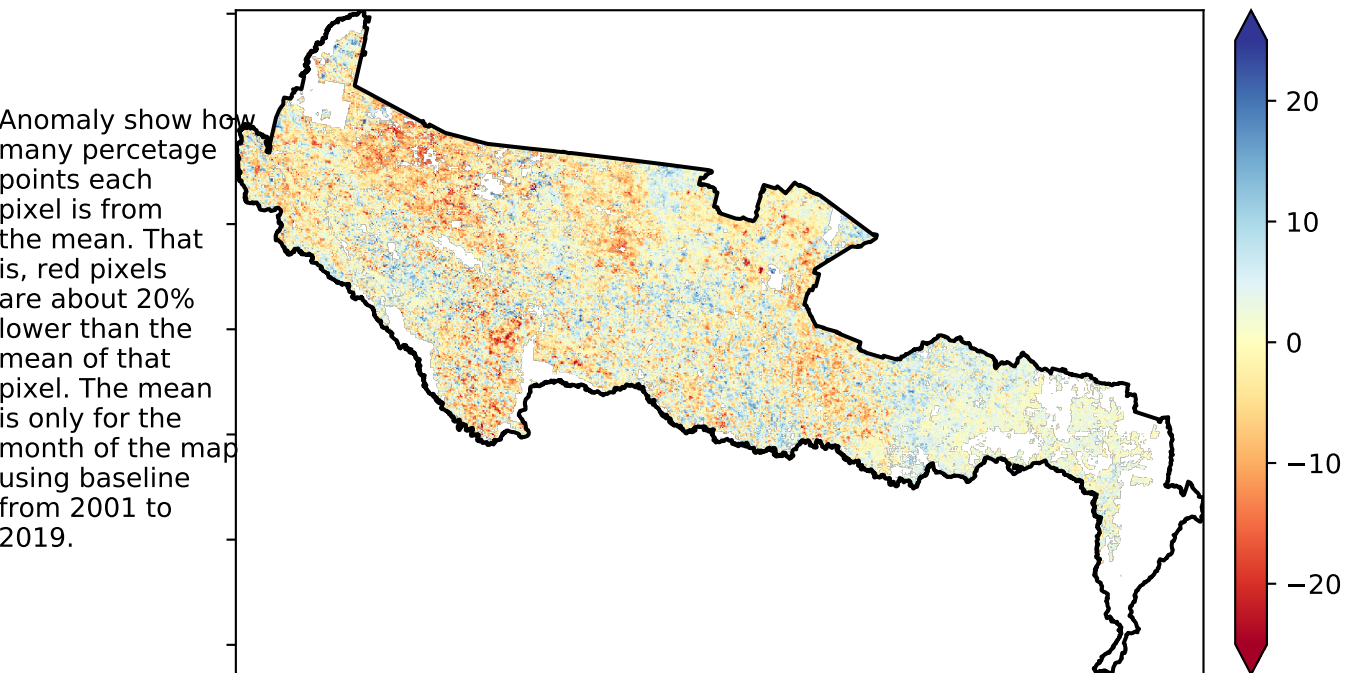 Anomaly show how
many percetage
points each
pixel is from
the mean. That
is, red pixels
are about 20%
lower than the
mean of that
pixel. The mean
is only for the
month of the map
using baseline
from 2001 to
2019.
20
10
0
−10
−20